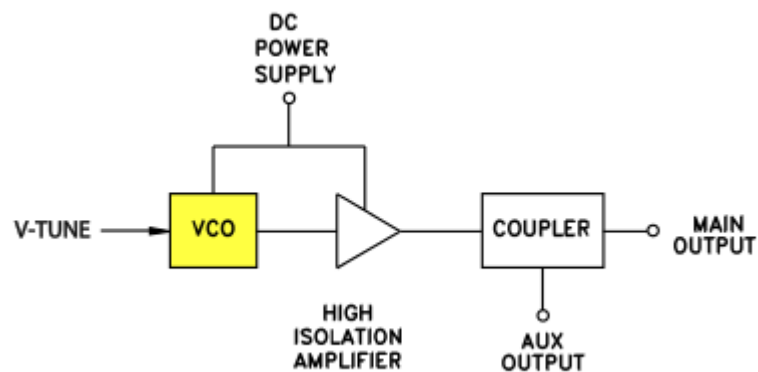 DC
POWER
SUPPLY
V-TUNE
VCO
COUPLER
MAIN
OUTPUT
HIGH
ISOLATION
AMPLIFIER
AUX
OUTPUT